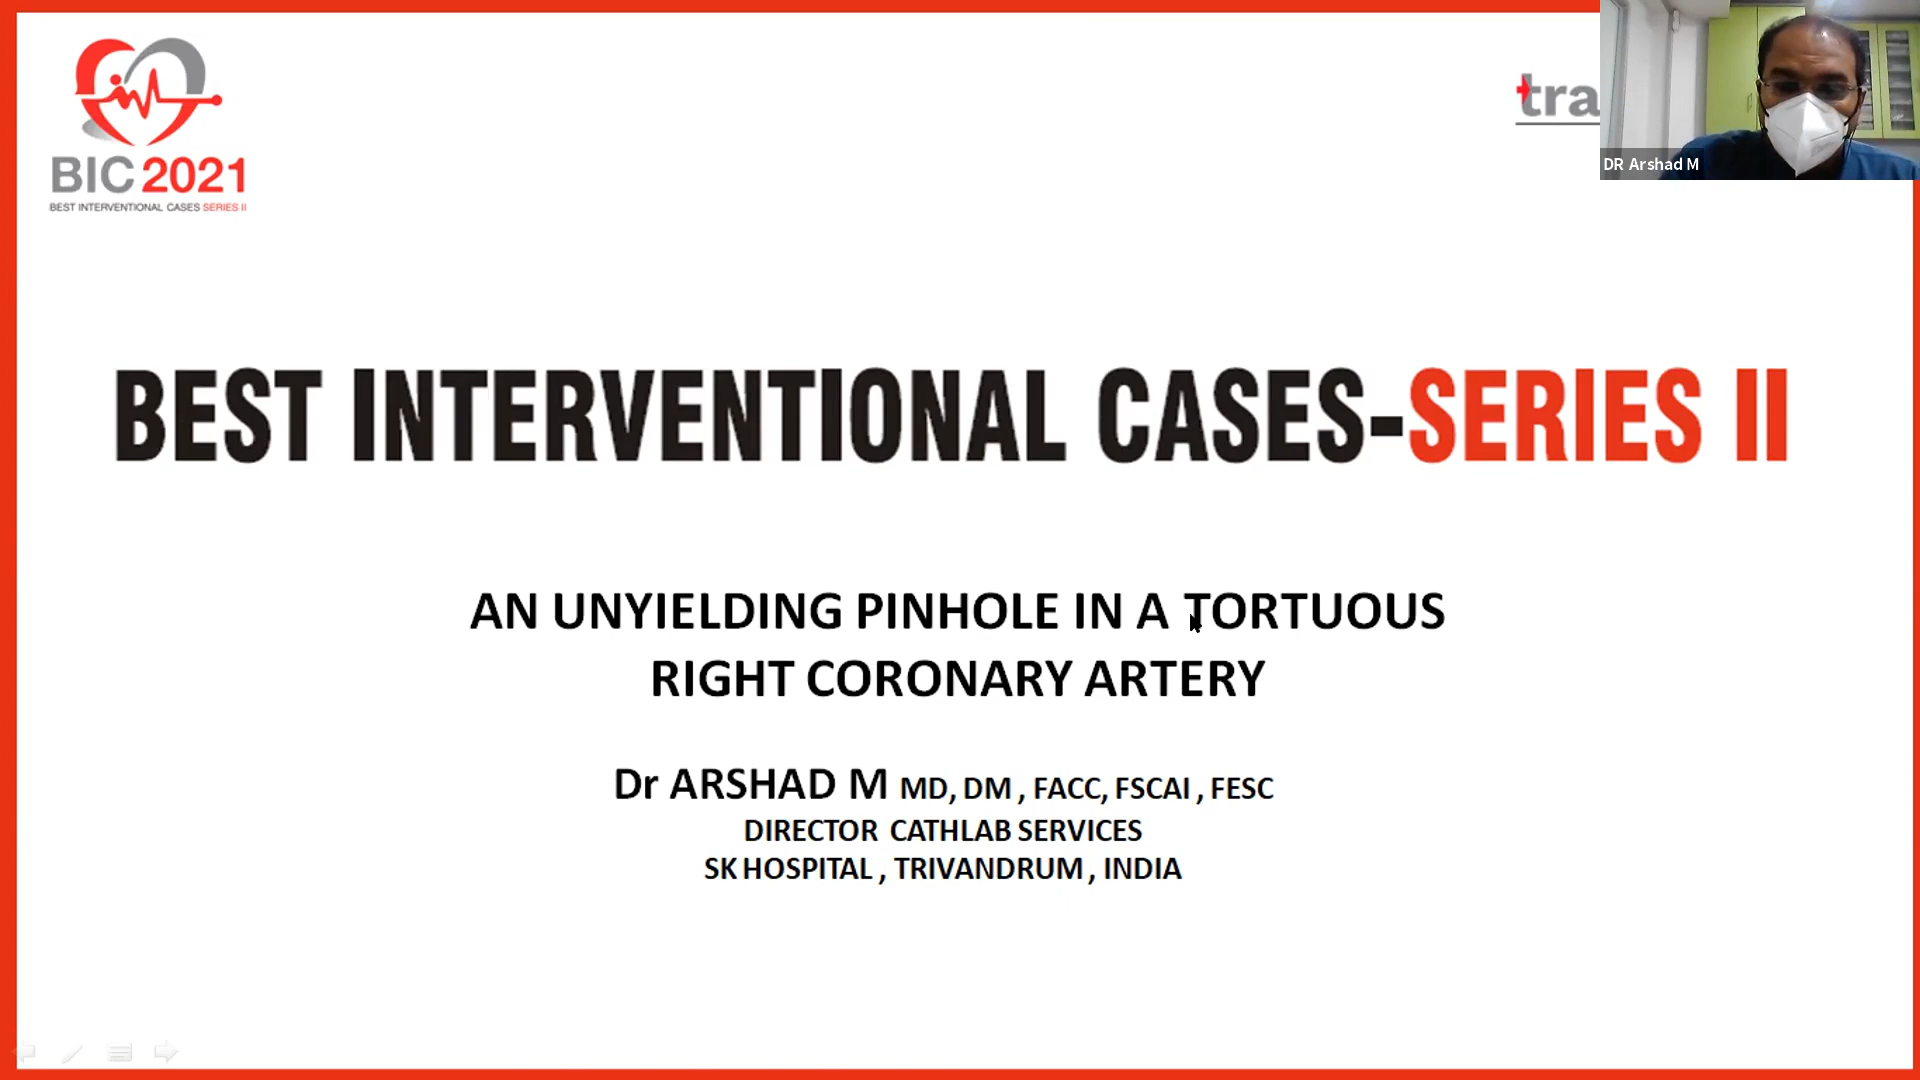 BIC 2021
BEST INTERVENTIONAL CASES SERIES II
DR Arshad M
BEST INTERVENTIONAL CASES-SERIES II
AN UNYIELDING PINHOLE IN A TORTUOUS
RIGHT CORONARY ARTERY
Dr ARSHAD M MD, DM , FACC, FSCAI , FESC
DIRECTOR CATHLAB SERVICES
SK HOSPITAL , TRIVANDRUM , INDIA